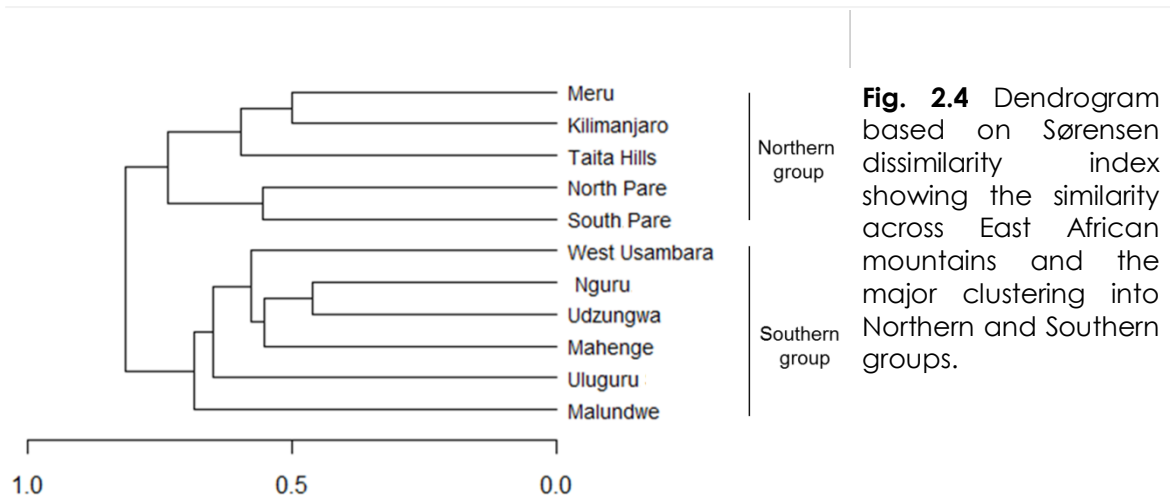 Meru
Kilimanjaro
Taita Hills
North Pare
South Pare
West Usambara
Nguru
Udzungwa
Mahenge
Uluguru
Malundwe
Northern
group
Southern
group
1.0 0.5 0.0
Fig. 2.4 Dendrogram
based on Sørensen
dissimilarity index
showing the similarity
across East African
mountains and the
major clustering into
Northern and Southern
groups.